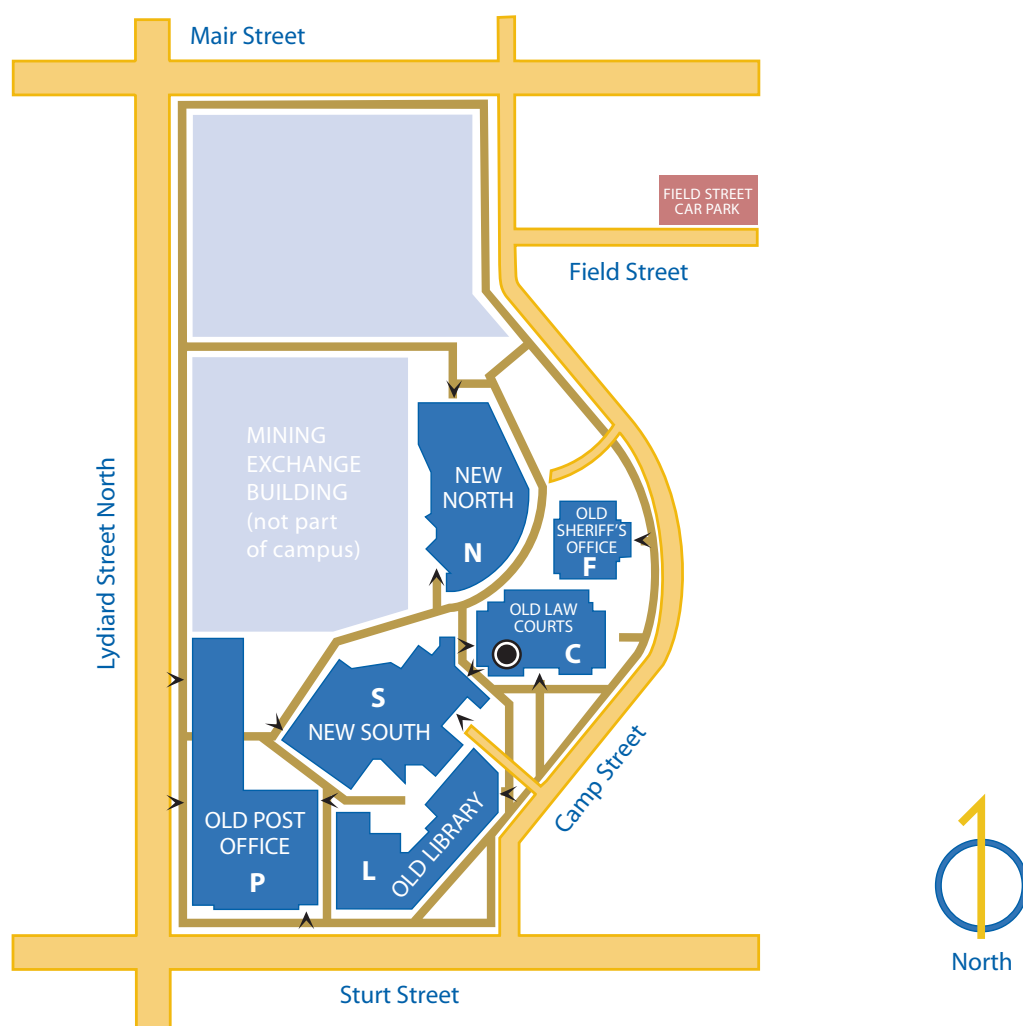 Mair Street
FIELD STREET
CAR PARK
Field Street
MINING
EXCHANGE
BUILDING
(not part
of campus)
NEW
NORTH
N
OLD
SHERIFF'S
OFFICE
F
OLD LAW
COURTS
C
Lydiard Street North
S
NEW SOUTH
Camp Street
OLD POST
OFFICE
P
L
OLD LIBRARY
North
Sturt Street